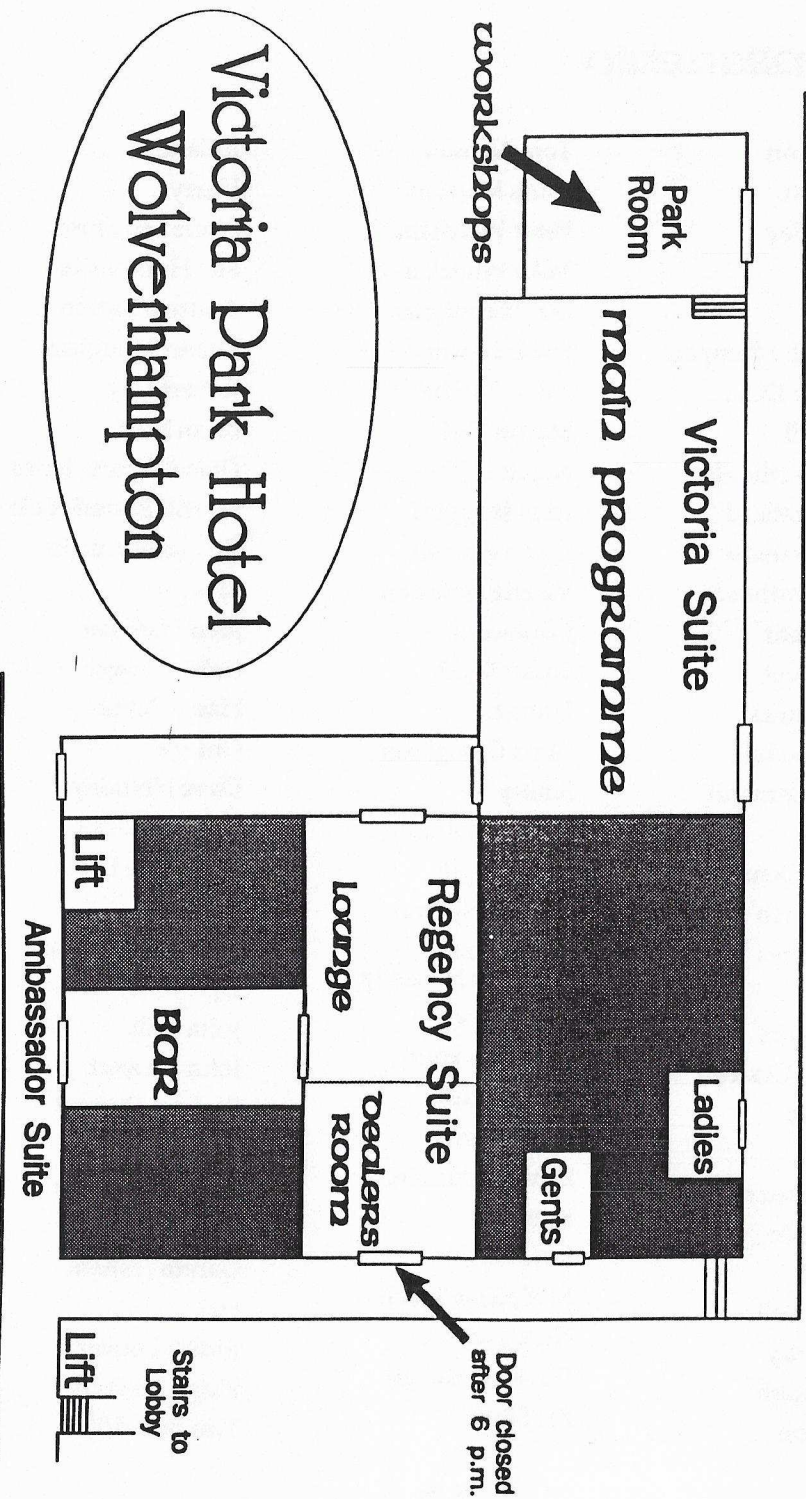 workshops
Park
Room
Victoria Suite
main programme
Ladies
Gents
Door closed
after 6 p.m.
Regency Suite
Lounge
Dealers
Room
Victoria Park Hotel
Wolverhampton
Lift
BAR
Stairs to
Lobby
Lift
Ambassador Suite